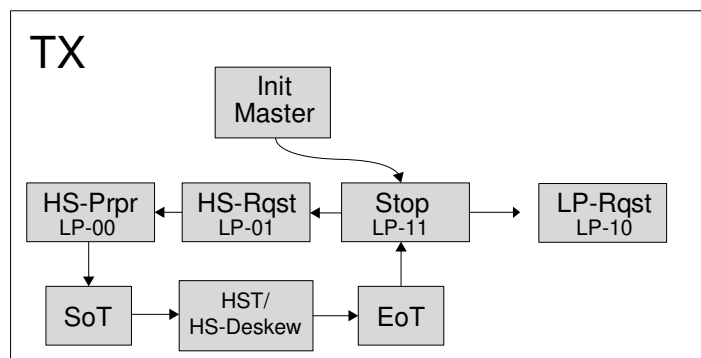 TX
Init
Master
HS-Prpr
LP-00
HS-Rqst
LP-01
Stop
LP-11
LP-Rqst
LP-10
SoT
HST/
HS-Deskew
EoT